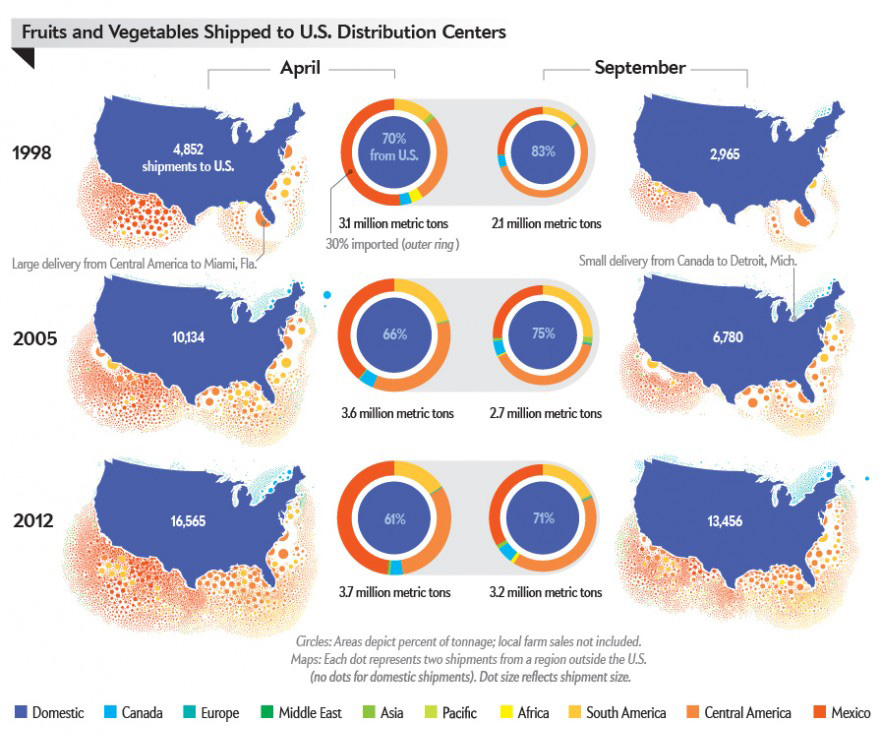 Fruits and Vegetables Shipped to U.S. Distribution Centers
April
September
1998
4,852
shipments to U.S.
70%
from U.S.
83%
2,965
3.1 million metric tons
2.1 million metric tons
30% imported (outer ring)
Large delivery from Central America to Miami, Fla.
Small delivery from Canada to Detroit, Mich.
2005
10,134
66%
75%
6,780
3.6 million metric tons
2.7 million metric tons
2012
16,565
61%
71%
13,456
3.7 million metric tons
3.2 million metric tons
Circles: Areas depict percent of tonnage; local farm sales not included.
Maps: Each dot represents two shipments from a region outside the U.S.
(no dots for domestic shipments). Dot size reflects shipment size.
Domestic
Canada
Europe
Middle East
Asia
Pacific
Africa
South America
Central America
Mexico